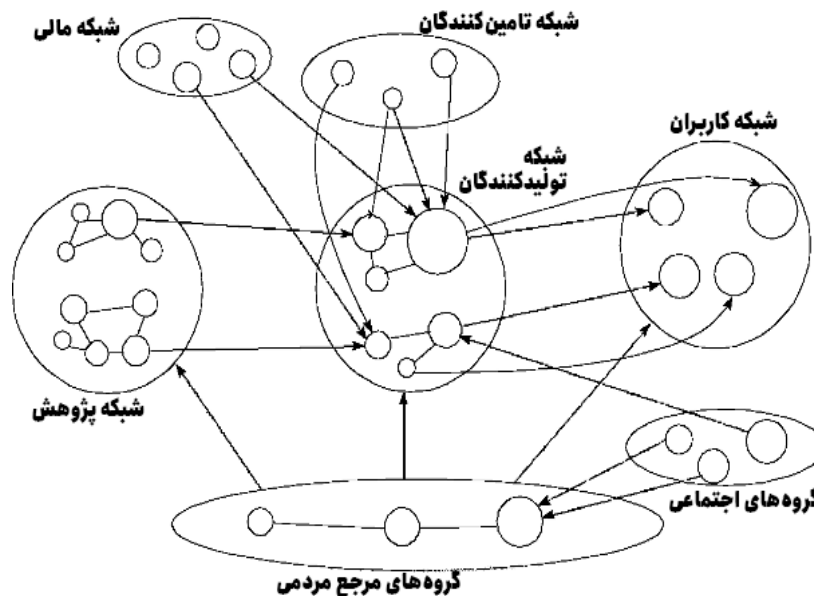 شبکه تامین‌کنندگان
شبکه مالی
شبکه کاربران
شبکه
تولیدکنندگان
شبکه پژوهش
گروه‌های اجتماعی
گروه‌های مرجع مردمی